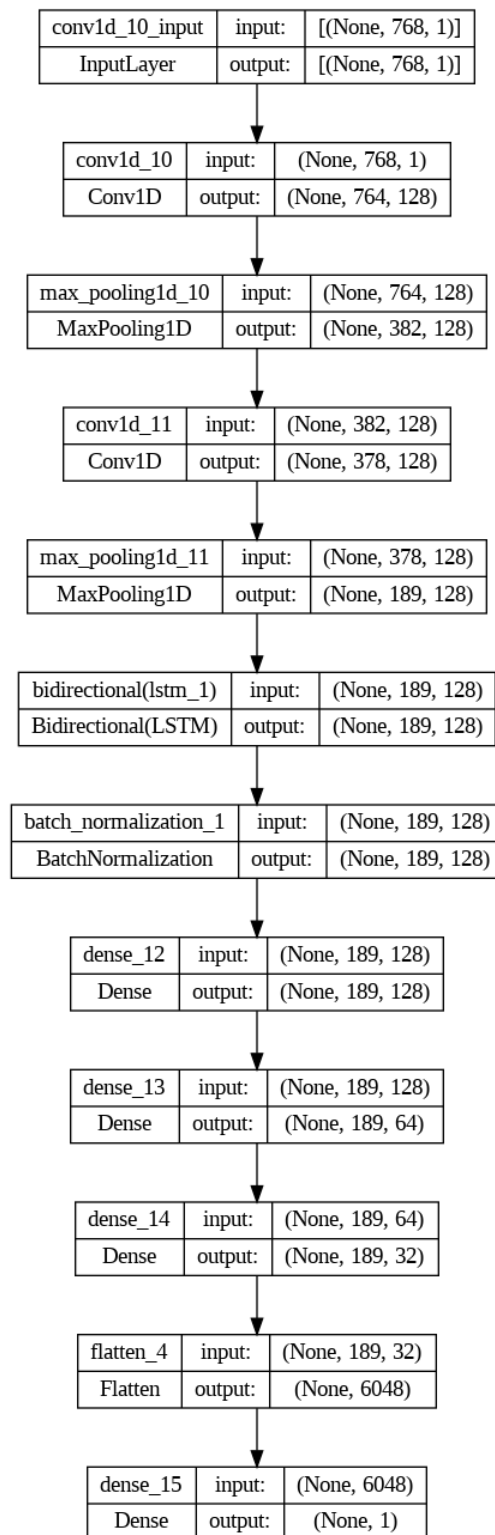 conv1d_10_input input: [(None, 768, 1)]
InputLayer output: [(None, 768, 1)]
conv1d_10 input: (None, 768, 1)
Conv1D output: (None, 764, 128)
max_pooling1d_10 input: (None, 764, 128)
MaxPooling1D output: (None, 382, 128)
conv1d_11 input: (None, 382, 128)
Conv1D output: (None, 378, 128)
max_pooling1d_11 input: (None, 378, 128)
MaxPooling1D output: (None, 189, 128)
bidirectional(lstm_1) input: (None, 189, 128)
Bidirectional(LSTM) output: (None, 189, 128)
batch_normalization_1 input: (None, 189, 128)
BatchNormalization output: (None, 189, 128)
dense_12 input: (None, 189, 128)
Dense output: (None, 189, 128)
dense_13 input: (None, 189, 128)
Dense output: (None, 189, 64)
dense_14 input: (None, 189, 64)
Dense output: (None, 189, 32)
flatten_4 input: (None, 189, 32)
Flatten output: (None, 6048)
dense_15 input: (None, 6048)
Dense output: (None, 1)